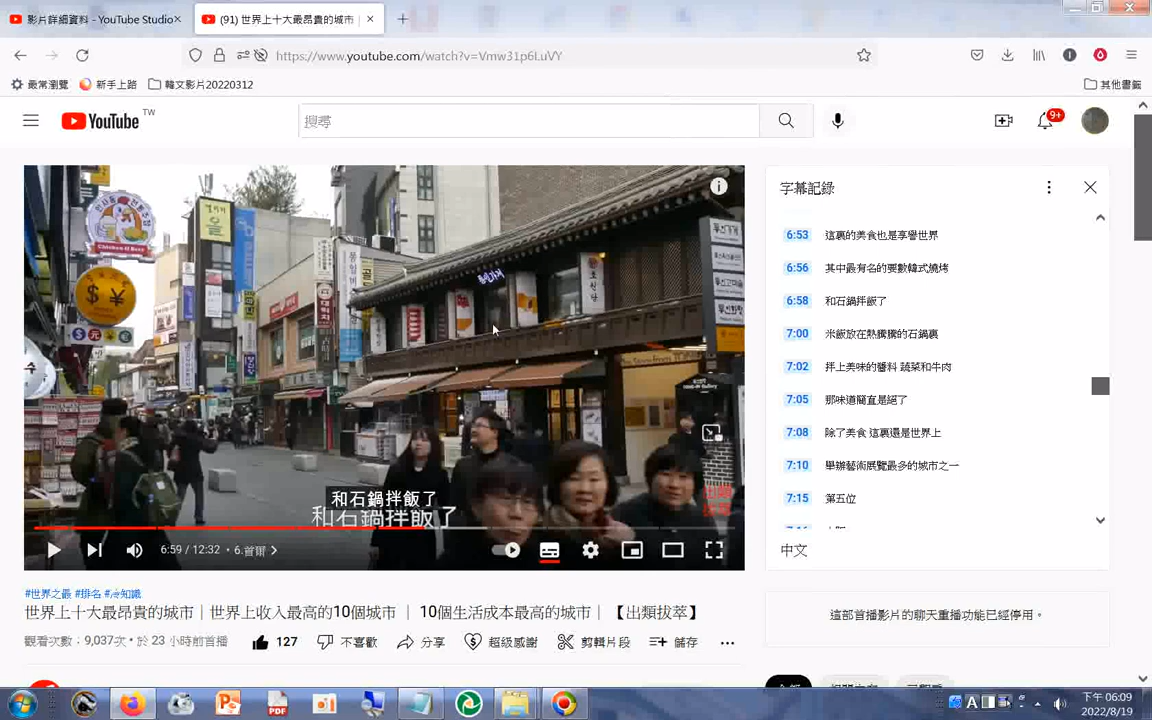 影片詳細資料 - YouTube Studio
(91) 世界上十大最昂貴的城市
https://www.youtube.com/watch?v=Vmw31p6LuVY
最常瀏覽
新手上路
韓文影片20220312
其他書籤
YouTube
TW
搜尋
9+
Chicken & Beer
和石鍋拌飯了
和石鍋拌飯了
出類
拔萃
6:59 / 12:32 • 6.首爾
字幕記錄
6:53 這裏的美食也是享譽世界
6:56 其中最有名的要數韓式燒烤
6:58 和石鍋拌飯了
7:00 米飯放在熱騰騰的石鍋裏
7:02 拌上美味的醬料 蔬菜和牛肉
7:05 那味道簡直是絕了
7:08 除了美食 這裏還是世界上
7:10 舉辦藝術展覽最多的城市之一
7:15 第五位
中文
#世界之最 #排名 #冷知識
世界上十大最昂貴的城市｜世界上收入最高的10個城市 ｜ 10個生活成本最高的城市｜ 【出類拔萃】
觀看次數：9,037次 • 於 23 小時前首播
127
不喜歡
分享
超級感謝
剪輯片段
儲存
這部首播影片的聊天重播功能已經停用。
下午 06:09
2022/8/19